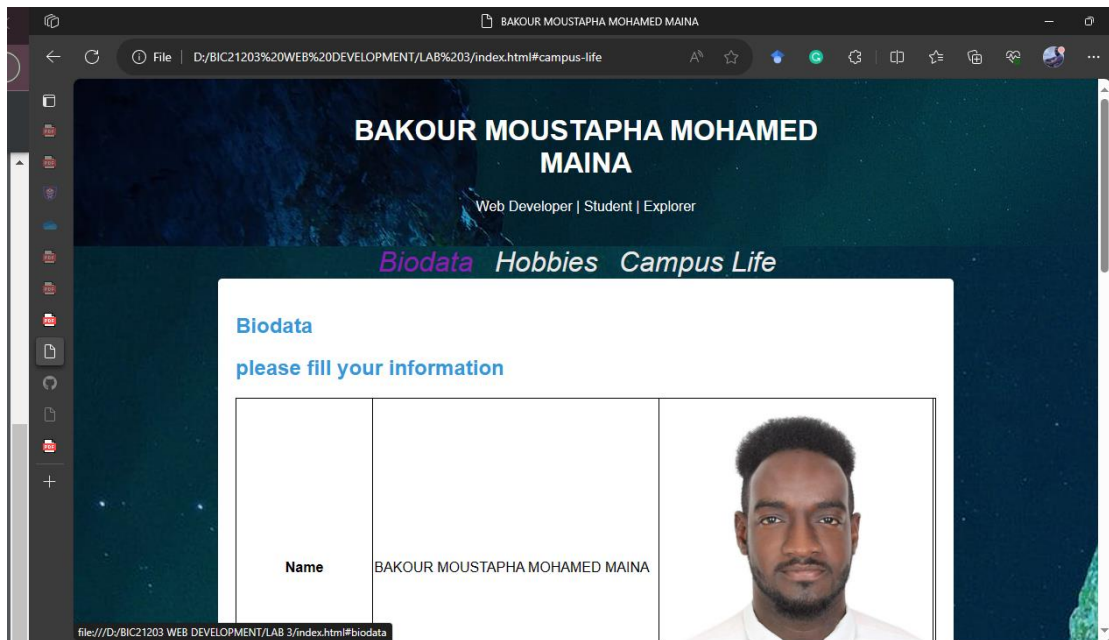 BAKOUR MOUSTAPHA MOHAMED MAINA
File | D:/BIC21203%20WEB%20DEVELOPMENT/LAB%203/index.html#campus-life
BAKOUR MOUSTAPHA MOHAMED
MAINA
Web Developer | Student | Explorer
Biodata Hobbies Campus Life
Biodata
please fill your information
Name
BAKOUR MOUSTAPHA MOHAMED MAINA
file:///D:/BIC21203 WEB DEVELOPMENT/LAB 3/index.html#biodata